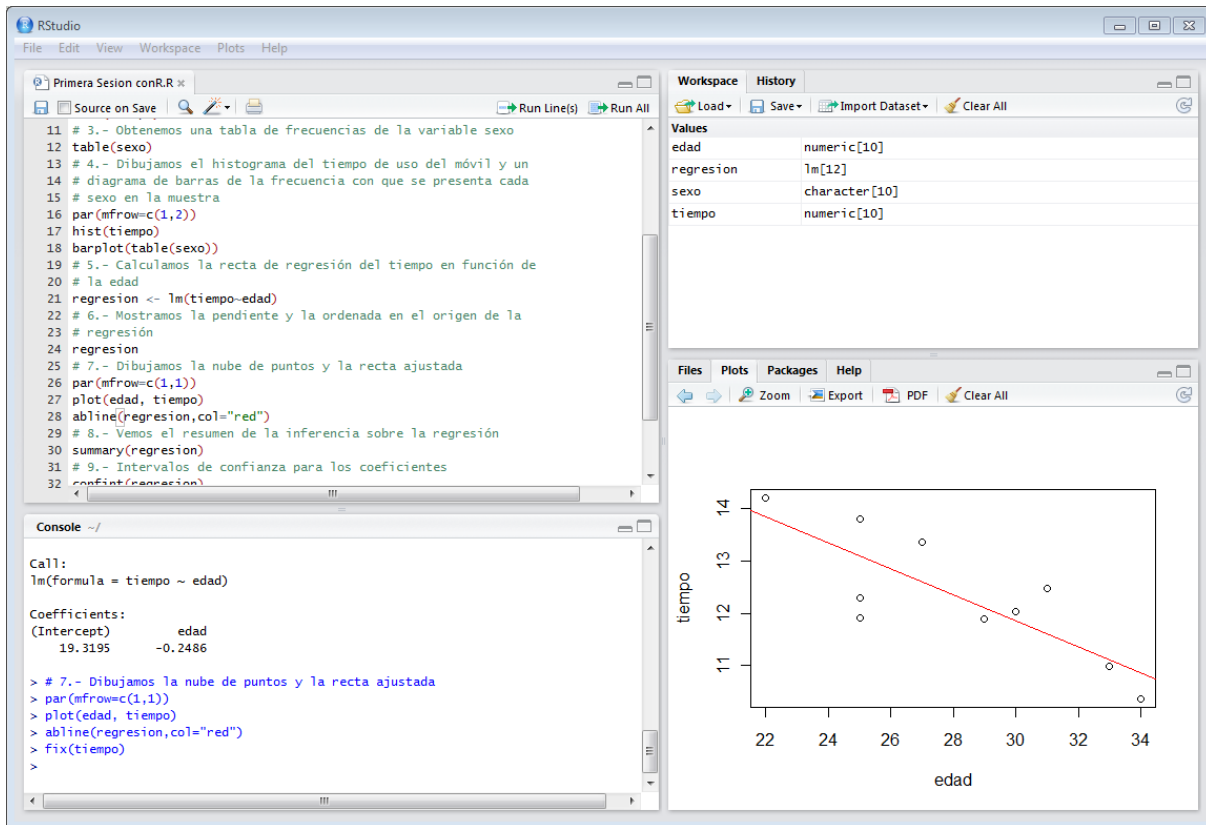 RStudio
File Edit View Workspace Plots Help
Primera Sesion conR.R
Source on Save Run Line(s) Run All
11 # 3.- Obtenemos una tabla de frecuencias de la variable sexo
12 table(sexo)
13 # 4.- Dibujamos el histograma del tiempo de uso del móvil y un
14 # diagrama de barras de la frecuencia con que se presenta cada
15 # sexo en la muestra
16 par(mfrow=c(1,2))
17 hist(tiempo)
18 barplot(table(sexo))
19 # 5.- Calculamos la recta de regresión del tiempo en función de
20 # la edad
21 regresion <- lm(tiempo~edad)
22 # 6.- Mostramos la pendiente y la ordenada en el origen de la
23 # regresión
24 regresion
25 # 7.- Dibujamos la nube de puntos y la recta ajustada
26 par(mfrow=c(1,1))
27 plot(edad, tiempo)
28 abline(regresion,col="red")
29 # 8.- Vemos el resumen de la inferencia sobre la regresión
30 summary(regresion)
31 # 9.- Intervalos de confianza para los coeficientes
32 confint(regresion)
Console ~/
Call:
lm(formula = tiempo ~ edad)
Coefficients:
(Intercept) edad
19.3195 -0.2486
> # 7.- Dibujamos la nube de puntos y la recta ajustada
> par(mfrow=c(1,1))
> plot(edad, tiempo)
> abline(regresion,col="red")
> fix(tiempo)
>
Workspace History
Load Save Import Dataset Clear All
Values
edad numeric[10]
regresion lm[12]
sexo character[10]
tiempo numeric[10]
Files Plots Packages Help
Zoom Export PDF Clear All
14
13
12
11
tiempo
22 24 26 28 30 32 34
edad